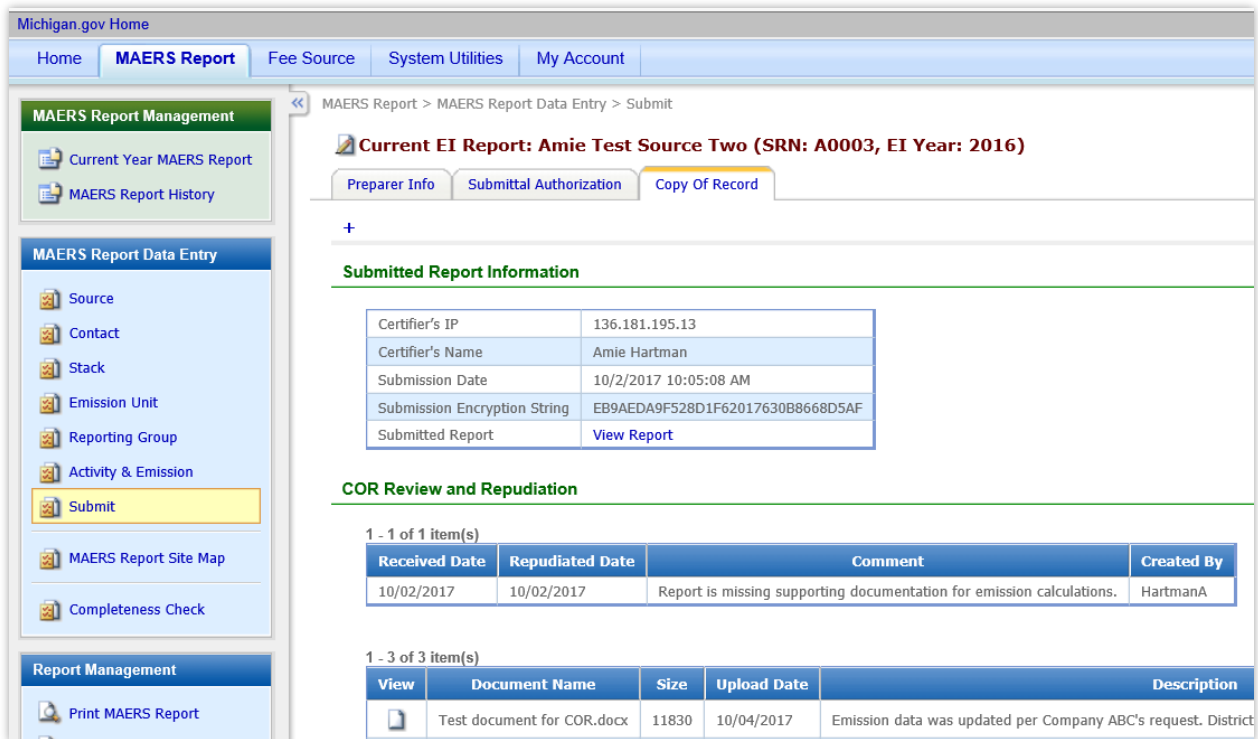 Michigan.gov Home
Home MAERS Report Fee Source System Utilities My Account
MAERS Report Management
Current Year MAERS Report
MAERS Report History
MAERS Report Data Entry
Source
Contact
Stack
Emission Unit
Reporting Group
Activity & Emission
Submit
MAERS Report Site Map
Completeness Check
Report Management
Print MAERS Report
MAERS Report > MAERS Report Data Entry > Submit
Current EI Report: Amie Test Source Two (SRN: A0003, EI Year: 2016)
Preparer Info Submittal Authorization Copy Of Record
+
Submitted Report Information
Certifier's IP 136.181.195.13
Certifier's Name Amie Hartman
Submission Date 10/2/2017 10:05:08 AM
Submission Encryption String EB9AEDA9F528D1F62017630B8668D5AF
Submitted Report View Report
COR Review and Repudiation
1 - 1 of 1 item(s)
Received Date Repudiated Date Comment Created By
10/02/2017 10/02/2017 Report is missing supporting documentation for emission calculations. HartmanA
1 - 3 of 3 item(s)
View Document Name Size Upload Date Description
Test document for COR.docx 11830 10/04/2017 Emission data was updated per Company ABC's request. District